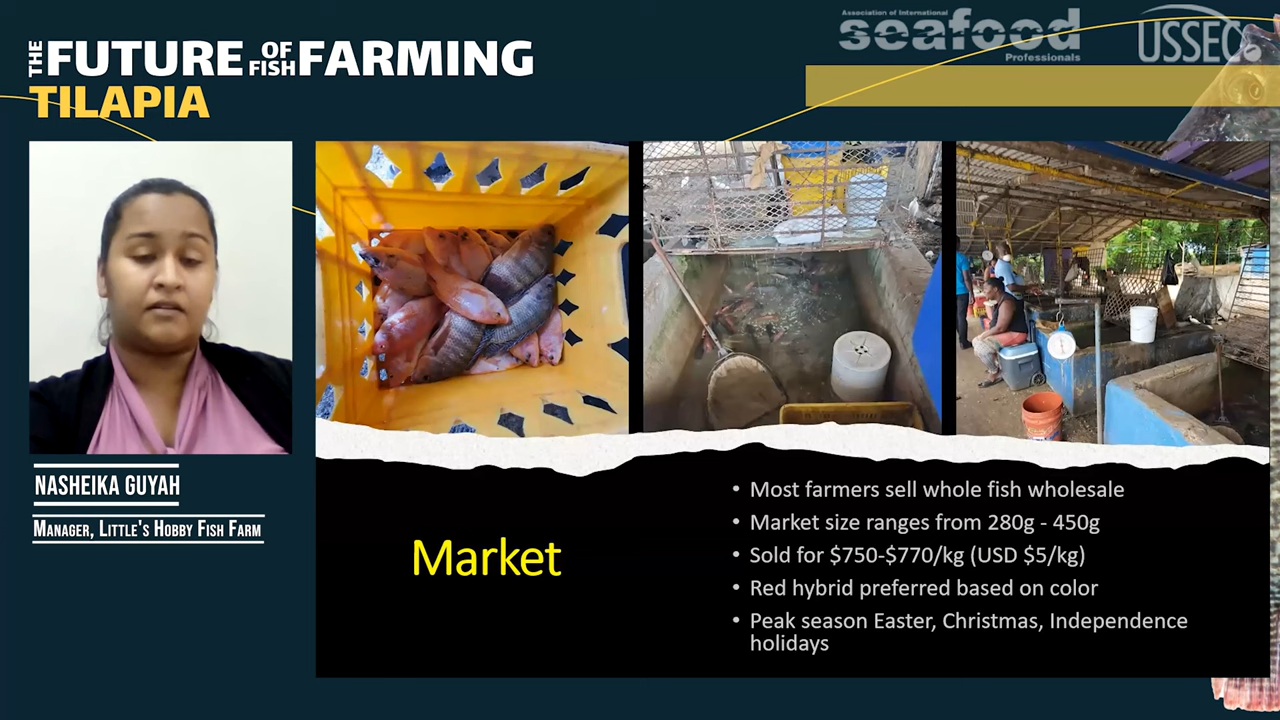 Association of International
seafood
Professionals
USSEC
THE FUTURE OF FISH FARMING
TILAPIA
NASHEIKA GUYAH
MANAGER, LITTLE'S HOBBY FISH FARM
Market
• Most farmers sell whole fish wholesale
• Market size ranges from 280g - 450g
• Sold for $750-$770/kg (USD $5/kg)
• Red hybrid preferred based on color
• Peak season Easter, Christmas, Independence
holidays